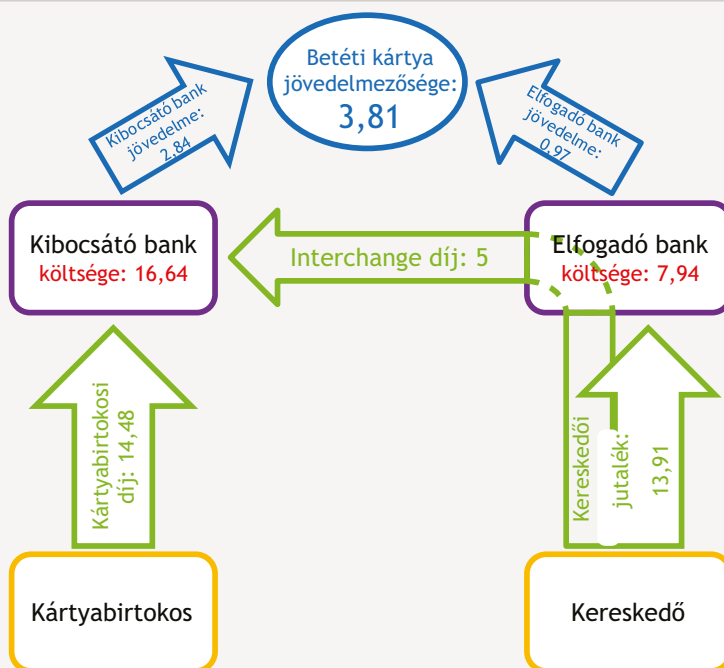 Betéti kártya
jövedelmezősége:
3,81
Kibocsátó bank
jövedelme:
2,84
Elfogadó bank
jövedelme:
0,97
Kibocsátó bank
költsége: 16,64
Interchange díj: 5
Elfogadó bank
költsége: 7,94
Kártyabirtokosi
díj: 14,48
Kereskedői
jutalék:
13,91
Kártyabirtokos
Kereskedő